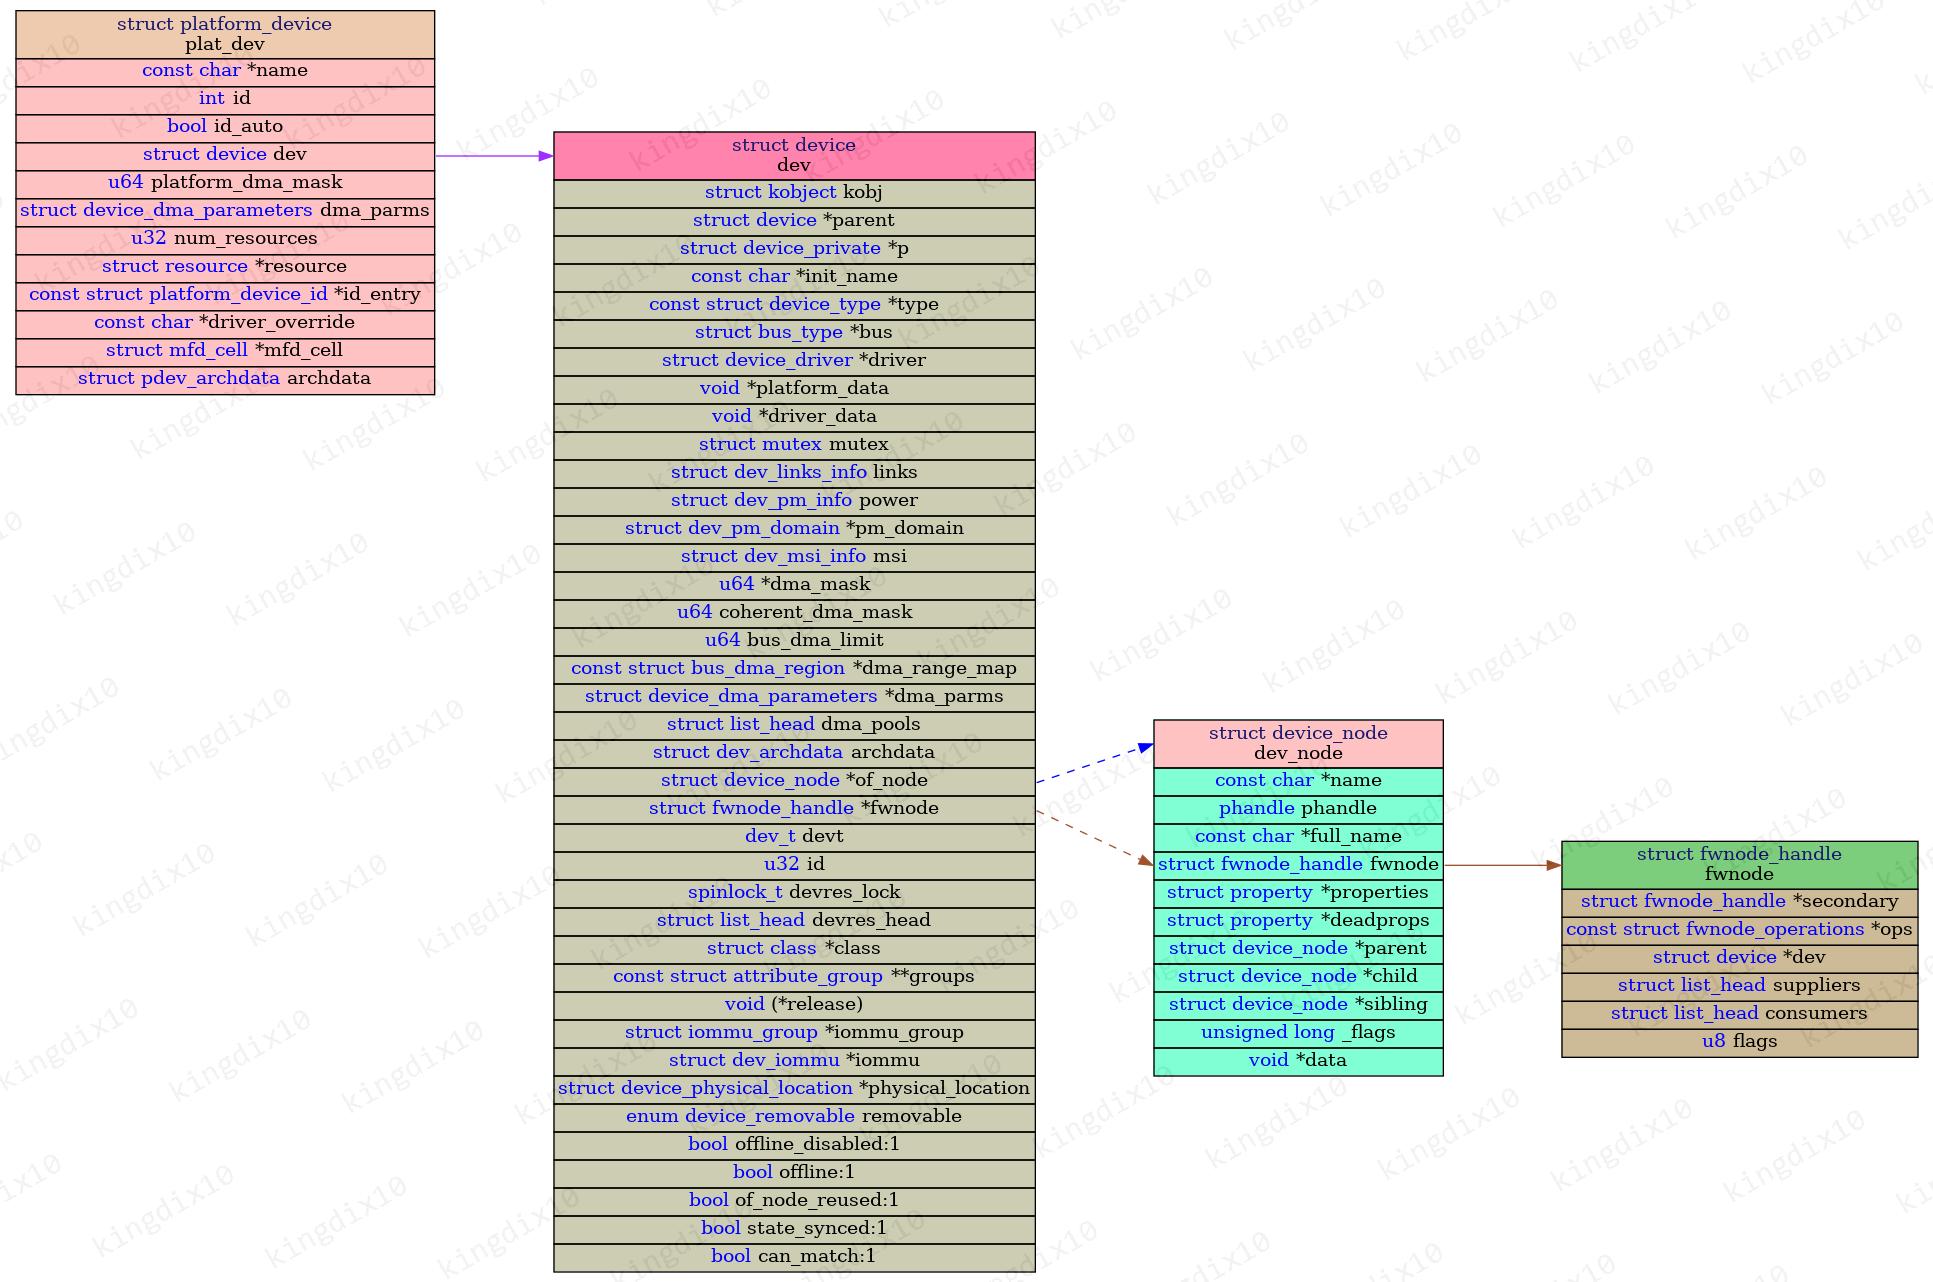 struct platform_device
plat_dev
const char *name
int id
bool id_auto
struct device dev
u64 platform_dma_mask
struct device_dma_parameters dma_parms
u32 num_resources
struct resource *resource
const struct platform_device_id *id_entry
const char *driver_override
struct mfd_cell *mfd_cell
struct pdev_archdata archdata
struct device
dev
struct kobject kobj
struct device *parent
struct device_private *p
const char *init_name
const struct device_type *type
struct bus_type *bus
struct device_driver *driver
void *platform_data
void *driver_data
struct mutex mutex
struct dev_links_info links
struct dev_pm_info power
struct dev_pm_domain *pm_domain
struct dev_msi_info msi
u64 *dma_mask
u64 coherent_dma_mask
u64 bus_dma_limit
const struct bus_dma_region *dma_range_map
struct device_dma_parameters *dma_parms
struct list_head dma_pools
struct dev_archdata archdata
struct device_node *of_node
struct fwnode_handle *fwnode
dev_t devt
u32 id
spinlock_t devres_lock
struct list_head devres_head
struct class *class
const struct attribute_group **groups
void (*release)
struct iommu_group *iommu_group
struct dev_iommu *iommu
struct device_physical_location *physical_location
enum device_removable removable
bool offline_disabled:1
bool offline:1
bool of_node_reused:1
bool state_synced:1
bool can_match:1
struct device_node
dev_node
const char *name
phandle phandle
const char *full_name
struct fwnode_handle fwnode
struct property *properties
struct property *deadprops
struct device_node *parent
struct device_node *child
struct device_node *sibling
unsigned long _flags
void *data
struct fwnode_handle
fwnode
struct fwnode_handle *secondary
const struct fwnode_operations *ops
struct device *dev
struct list_head suppliers
struct list_head consumers
u8 flags
kingdix10